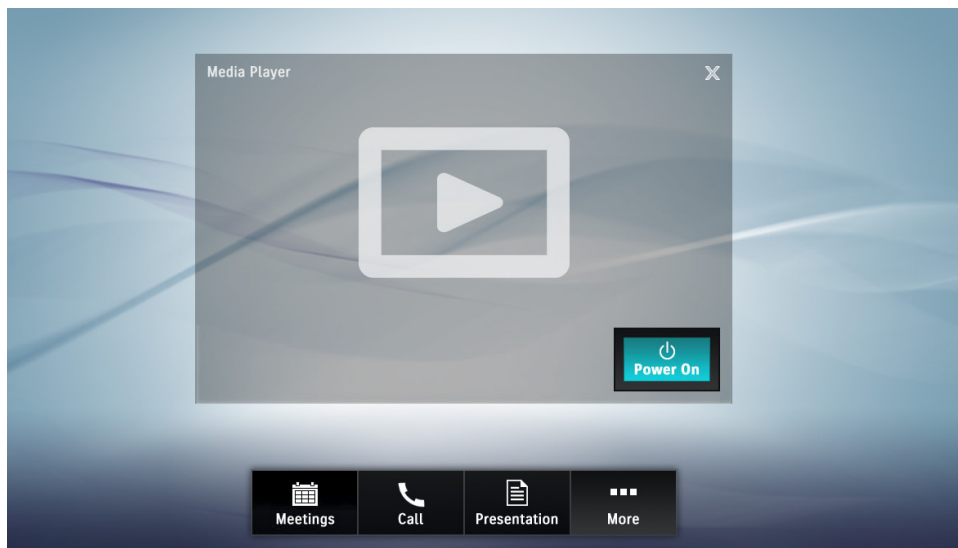 Media Player
Power On
Meetings
Call
Presentation
More